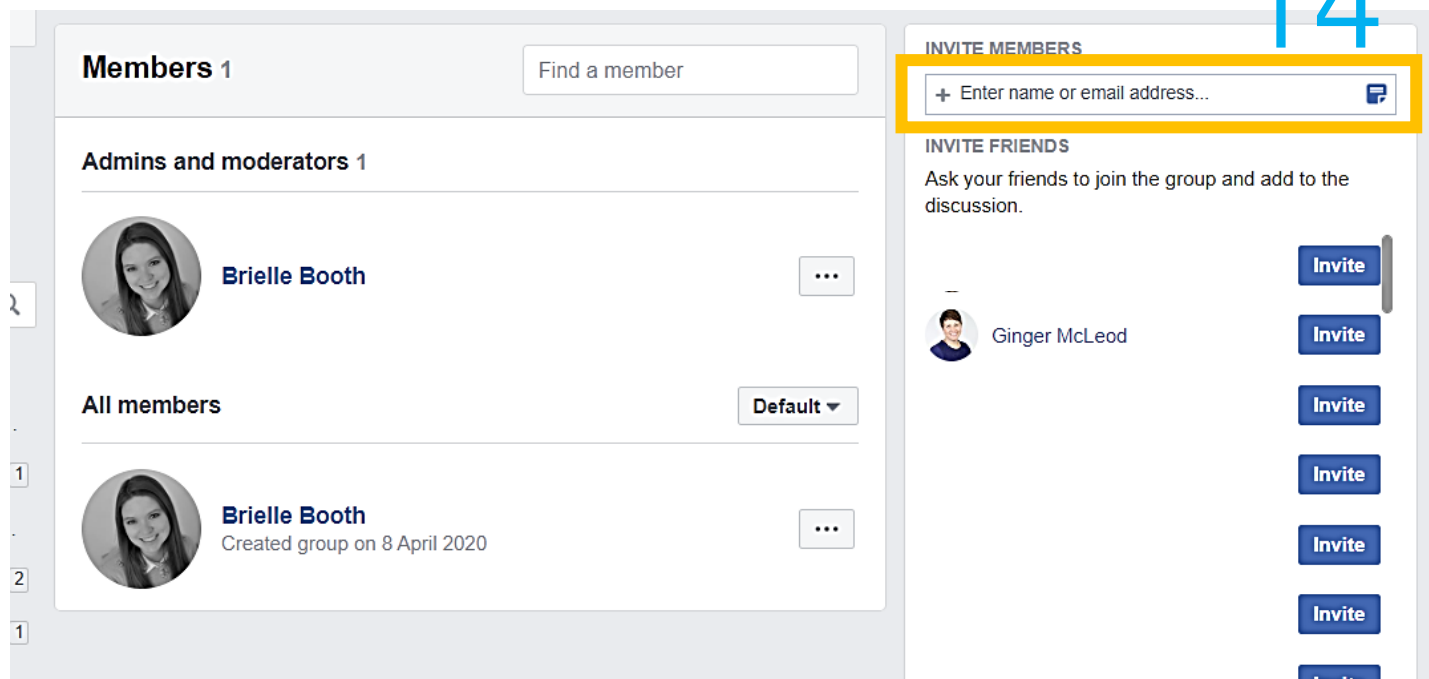 14
Members 1
Find a member
Admins and moderators 1
Brielle Booth
...
All members
Default
Brielle Booth
Created group on 8 April 2020
...
1
2
1
INVITE MEMBERS
+ Enter name or email address...
INVITE FRIENDS
Ask your friends to join the group and add to the
discussion.
Invite
Ginger McLeod Invite
Invite
Invite
Invite
Invite